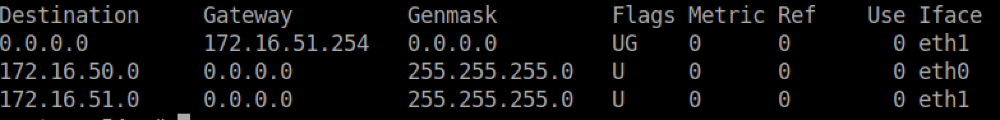 Destination     Gateway         Genmask         Flags Metric Ref    Use Iface
0.0.0.0         172.16.51.254   0.0.0.0         UG    0      0        0 eth1
172.16.50.0     0.0.0.0         255.255.255.0   U     0      0        0 eth0
172.16.51.0     0.0.0.0         255.255.255.0   U     0      0        0 eth1